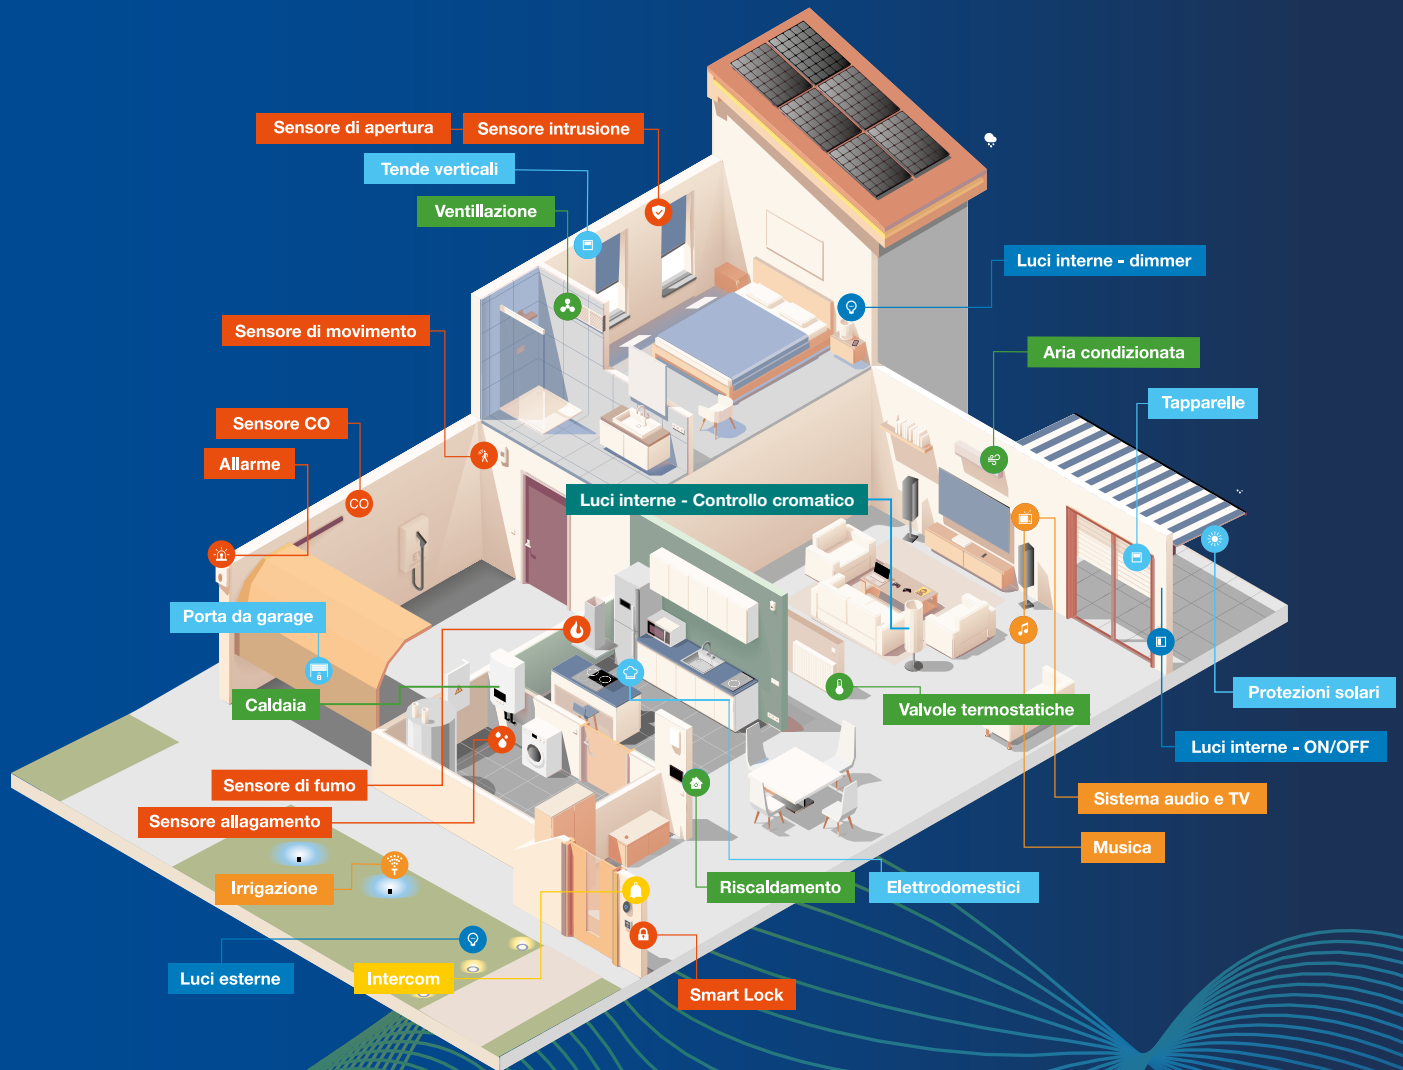 Sensore di apertura
Sensore intrusione
Tende verticali
Ventillazione
Luci interne - dimmer
Sensore di movimento
Aria condizionata
Tapparelle
Sensore CO
Allarme
CO
Luci interne - Controllo cromatico
Porta da garage
Caldaia
Protezioni solari
Valvole termostatiche
Luci interne - ON/OFF
Sensore di fumo
Sistema audio e TV
Sensore allagamento
Musica
Irrigazione
Riscaldamento
Elettrodomestici
Luci esterne
Intercom
Smart Lock